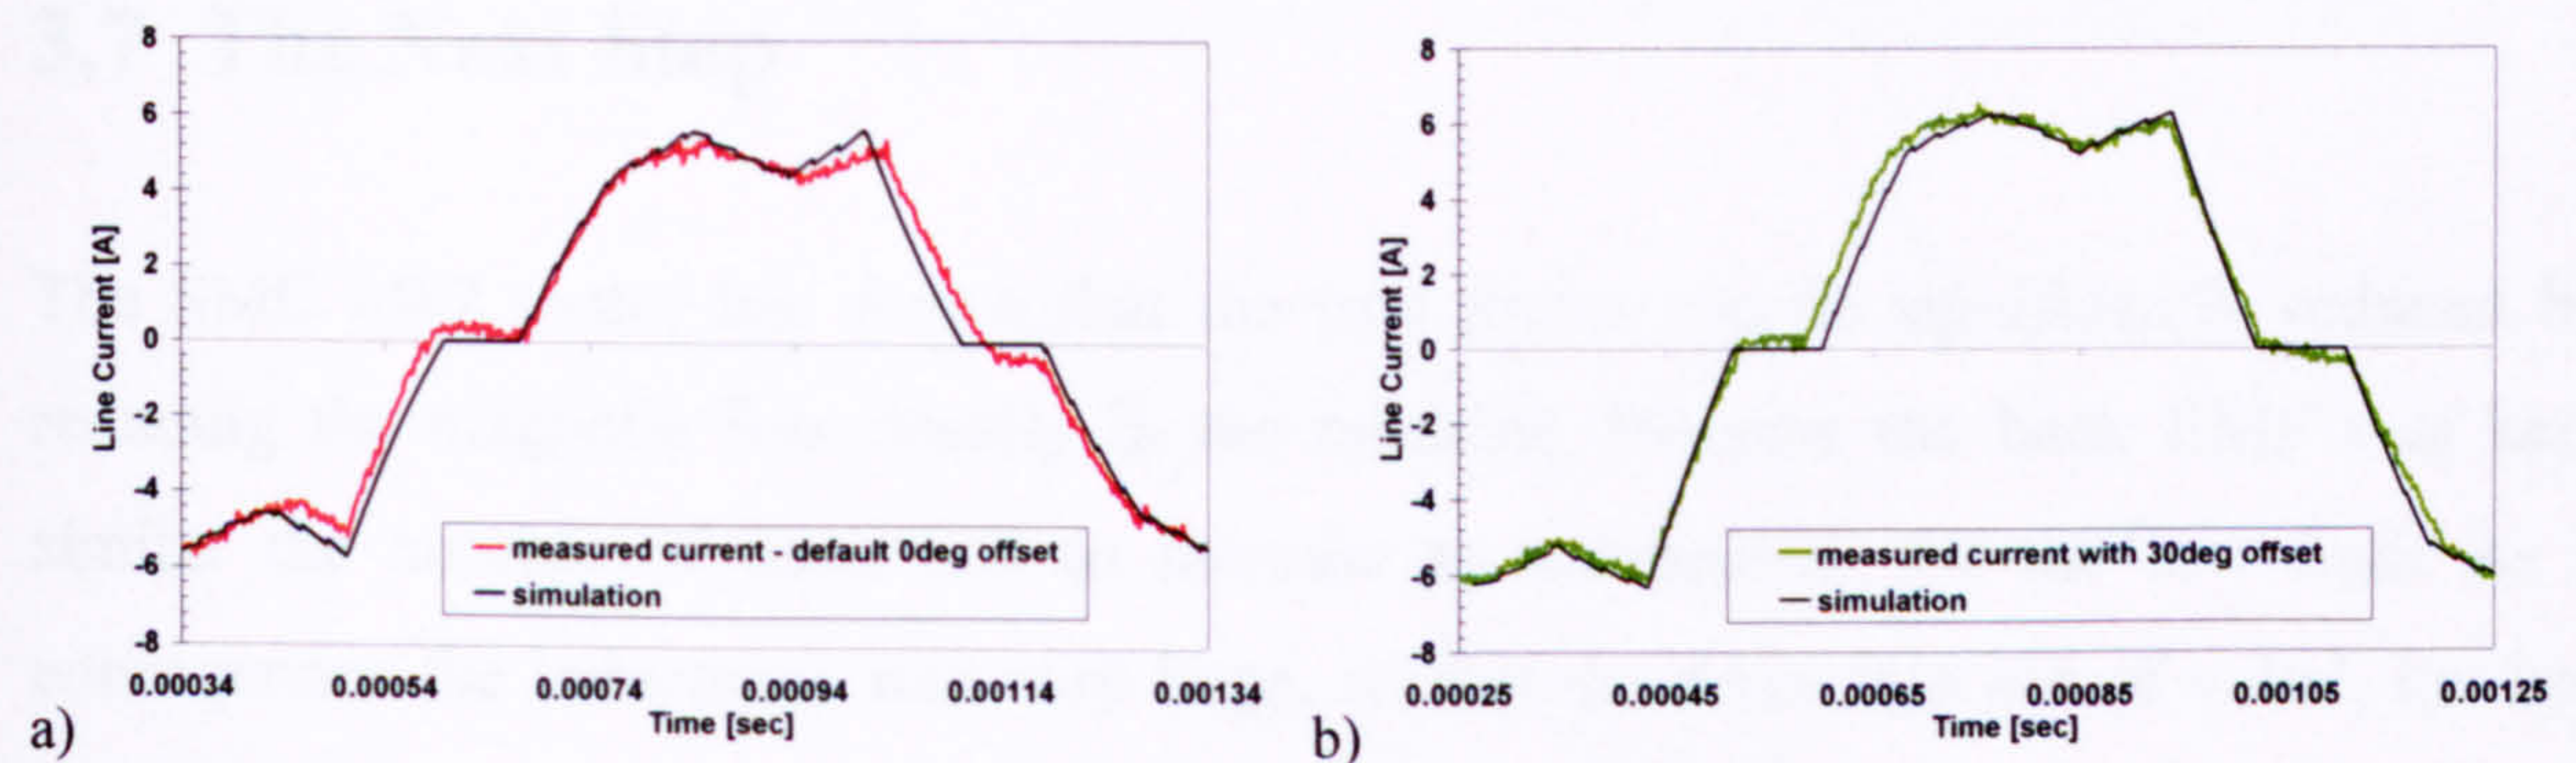 8
6
4
2
0
-2
-4
-6
-8
Line Current [A]
measured current - default 0deg offset
simulation
0.00034 0.00054 0.00074 0.00094 0.00114 0.00134
Time [sec]
a)
8
6
4
2
0
-2
-4
-6
-8
Line Current [A]
measured current with 30deg offset
simulation
0.00025 0.00045 0.00065 0.00085 0.00105 0.00125
Time [sec]
b)